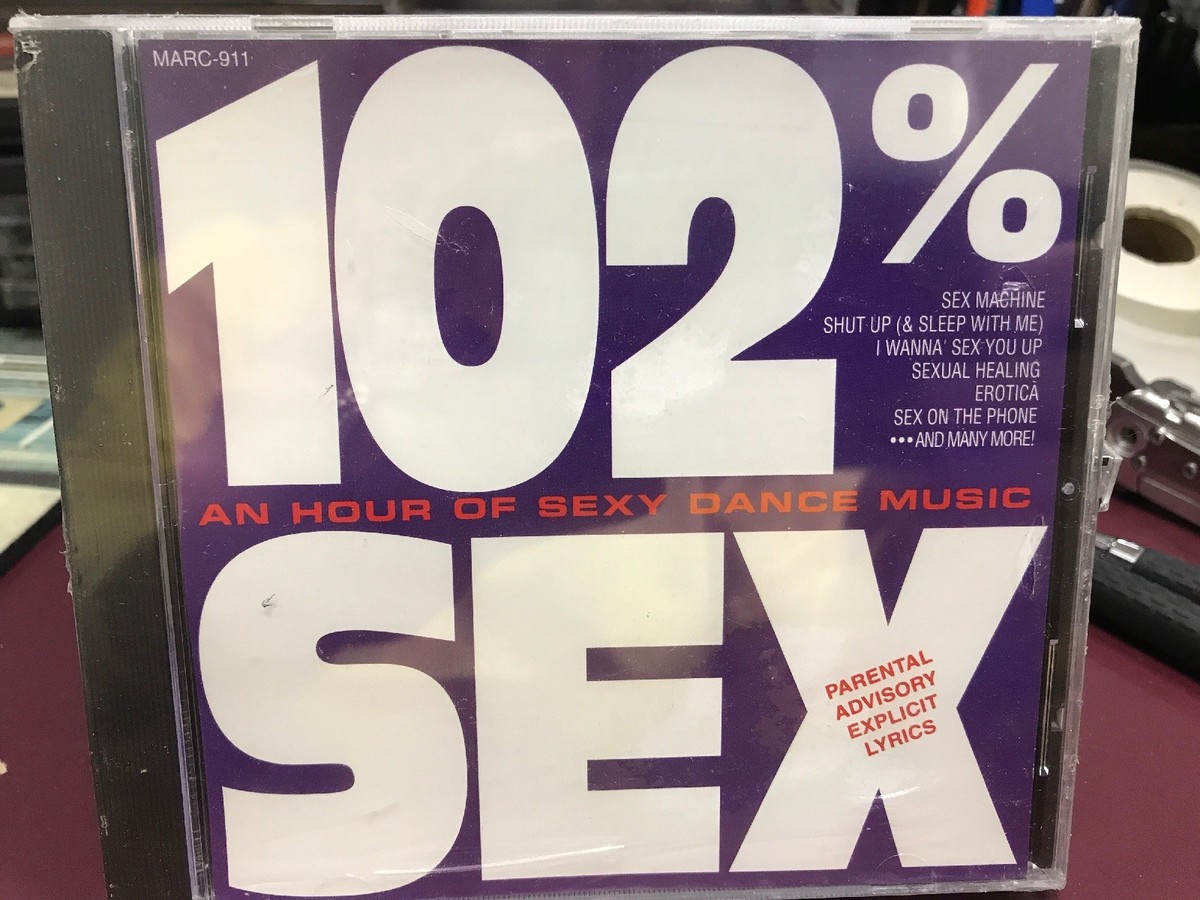 MARC-911
102%
SEX MACHINE
SHUT UP (& SLEEP WITH ME)
I WANNA' SEX YOU UP
SEXUAL HEALING
EROTICA
SEX ON THE PHONE
•••AND MANY MORE!
AN HOUR OF SEXY DANCE MUSIC
SEX
PARENTAL
ADVISORY
EXPLICIT
LYRICS